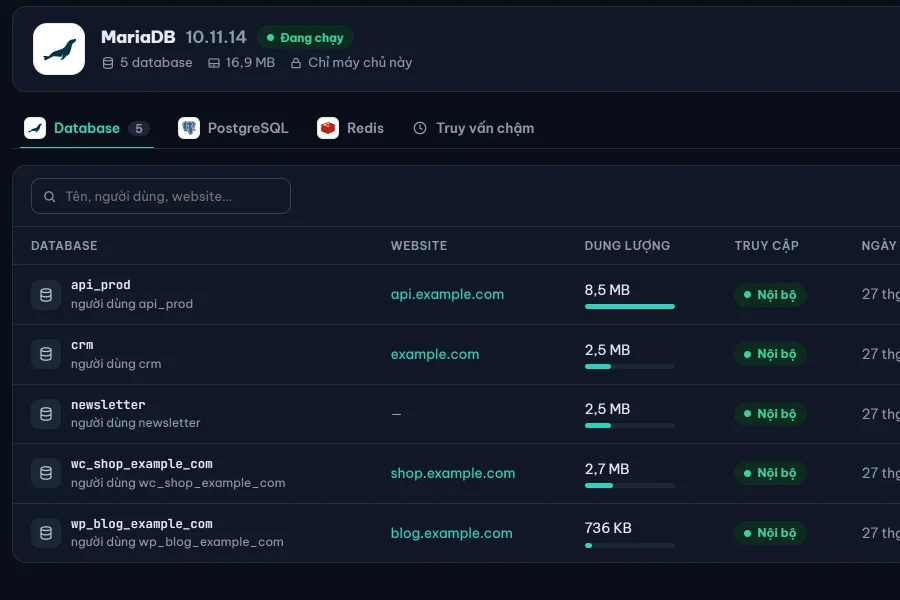 MariaDB 10.11.14 Đang chạy
5 database 16,9 MB Chỉ máy chủ này
Database 5 PostgreSQL Redis Truy vấn chậm
Tên, người dùng, website...
DATABASE WEBSITE DUNG LƯỢNG TRUY CẬP NGÀY
api_prod
người dùng api_prod
api.example.com
8,5 MB
Nội bộ
27 thg
crm
người dùng crm
example.com
2,5 MB
Nội bộ
27 thg
newsletter
người dùng newsletter
—
2,5 MB
Nội bộ
27 thg
wc_shop_example_com
người dùng wc_shop_example_com
shop.example.com
2,7 MB
Nội bộ
27 thg
wp_blog_example_com
người dùng wp_blog_example_com
blog.example.com
736 KB
Nội bộ
27 thg